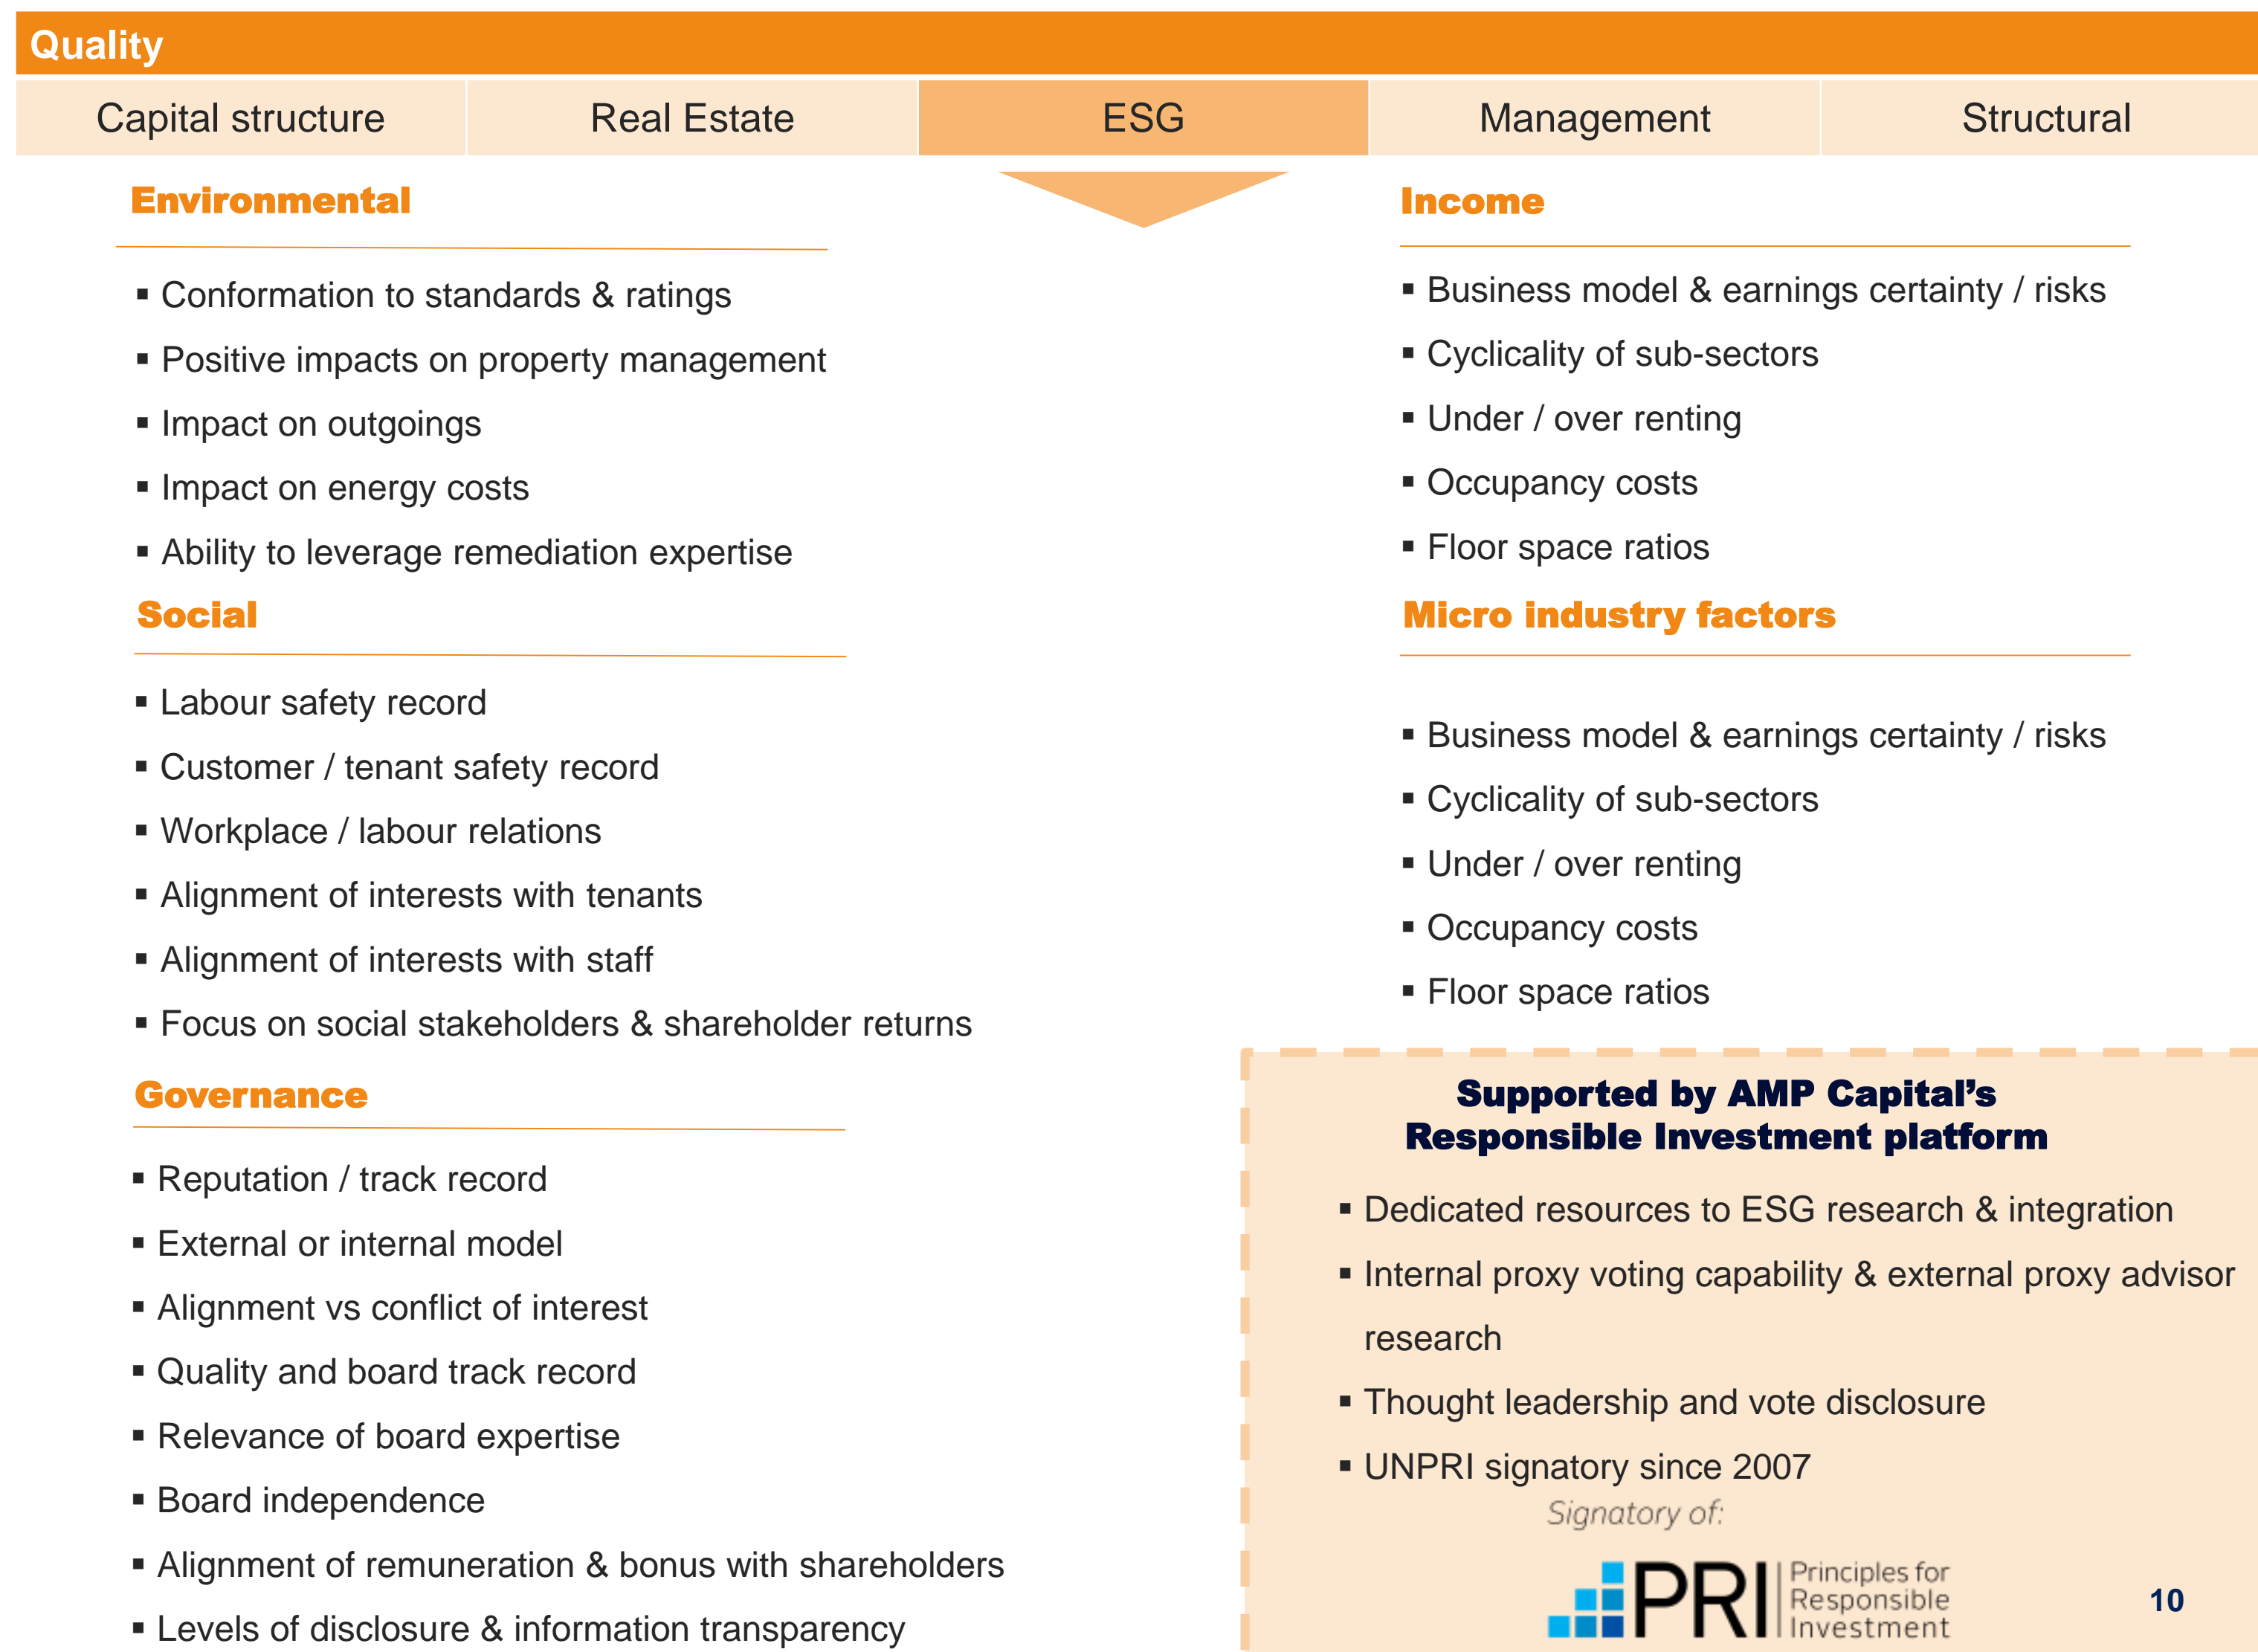 Quality
Capital structure
Real Estate
ESG
Management
Structural
Environmental
▪ Conformation to standards & ratings
▪ Positive impacts on property management
▪ Impact on outgoings
▪ Impact on energy costs
▪ Ability to leverage remediation expertise
Social
▪ Labour safety record
▪ Customer / tenant safety record
▪ Workplace / labour relations
▪ Alignment of interests with tenants
▪ Alignment of interests with staff
▪ Focus on social stakeholders & shareholder returns
Governance
▪ Reputation / track record
▪ External or internal model
▪ Alignment vs conflict of interest
▪ Quality and board track record
▪ Relevance of board expertise
▪ Board independence
▪ Alignment of remuneration & bonus with shareholders
▪ Levels of disclosure & information transparency
Income
▪ Business model & earnings certainty / risks
▪ Cyclicality of sub-sectors
▪ Under / over renting
▪ Occupancy costs
▪ Floor space ratios
Micro industry factors
▪ Business model & earnings certainty / risks
▪ Cyclicality of sub-sectors
▪ Under / over renting
▪ Occupancy costs
▪ Floor space ratios
Supported by AMP Capital’s
Responsible Investment platform
▪ Dedicated resources to ESG research & integration
▪ Internal proxy voting capability & external proxy advisor
research
▪ Thought leadership and vote disclosure
▪ UNPRI signatory since 2007
Signatory of:
PRI
Principles for
Responsible
Investment
10